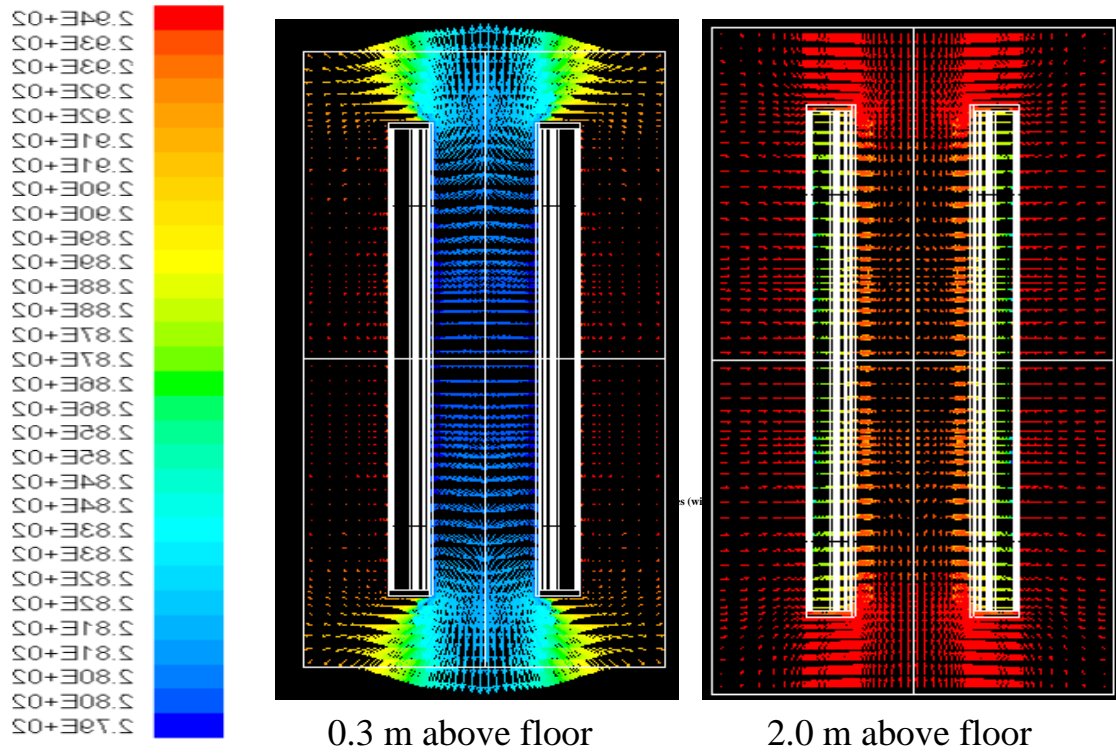 2.94E+02
2.93E+02
2.93E+02
2.92E+02
2.92E+02
2.91E+02
2.91E+02
2.90E+02
2.90E+02
2.89E+02
2.89E+02
2.88E+02
2.88E+02
2.87E+02
2.87E+02
2.86E+02
2.86E+02
2.85E+02
2.85E+02
2.84E+02
2.84E+02
2.83E+02
2.83E+02
2.82E+02
2.82E+02
2.81E+02
2.81E+02
2.80E+02
2.80E+02
2.79E+02
es (wi
0.3 m above floor
2.0 m above floor